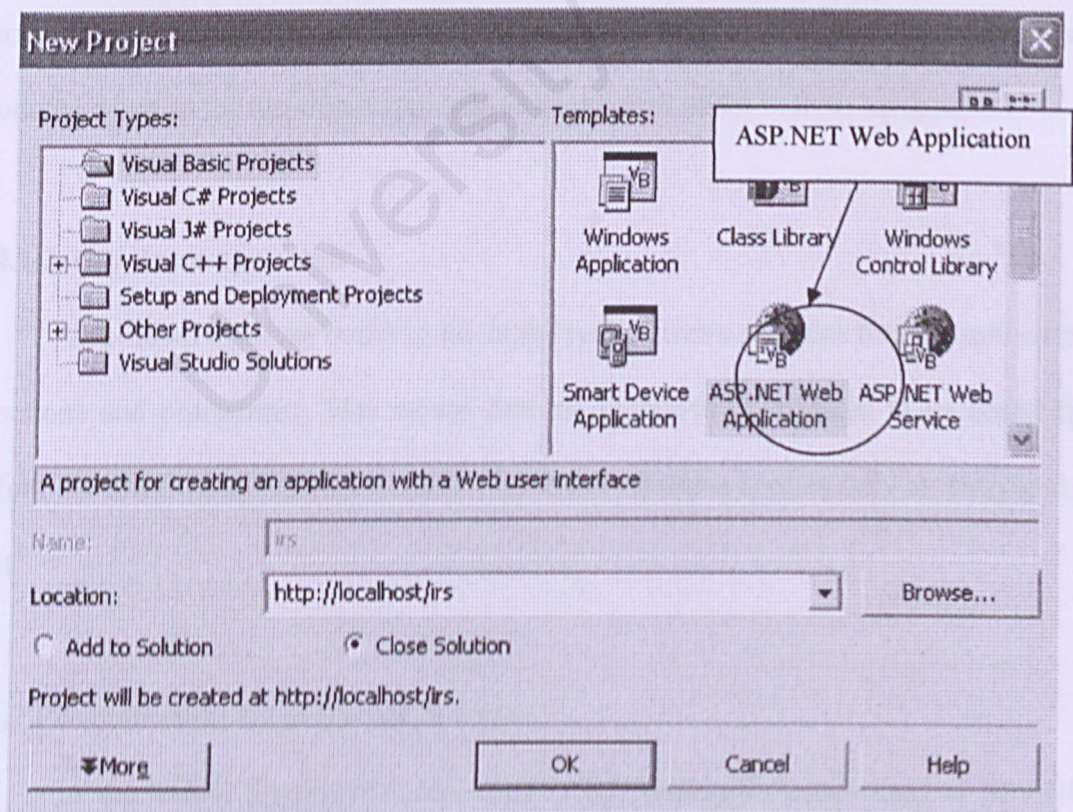 New Project
Project Types:
Templates:
ASP.NET Web Application
Visual Basic Projects
Visual C# Projects
Visual J# Projects
Visual C++ Projects
Setup and Deployment Projects
Other Projects
Visual Studio Solutions
Windows
Application
Class Library
Windows
Control Library
Smart Device
Application
ASP.NET Web
Application
ASP.NET Web
Service
A project for creating an application with a Web user interface
Name:
irs
Location:
http://localhost/irs
Browse...
Add to Solution
Close Solution
Project will be created at http://localhost/irs.
More
OK
Cancel
Help
University